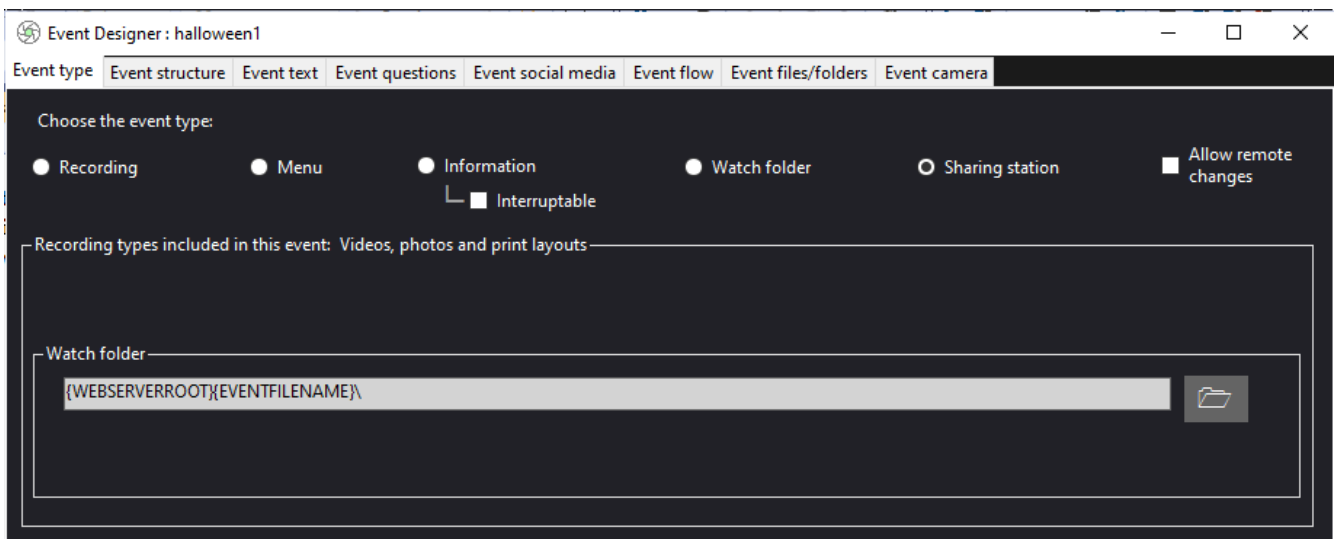 Event Designer : halloween1
Event type Event structure Event text Event questions Event social media Event flow Event files/folders Event camera
Choose the event type:
Recording Menu Information Watch folder Sharing station Allow remote changes
Interruptable
Recording types included in this event: Videos, photos and print layouts
Watch folder
{WEBSERVERROOT}{EVENTFILENAME}\